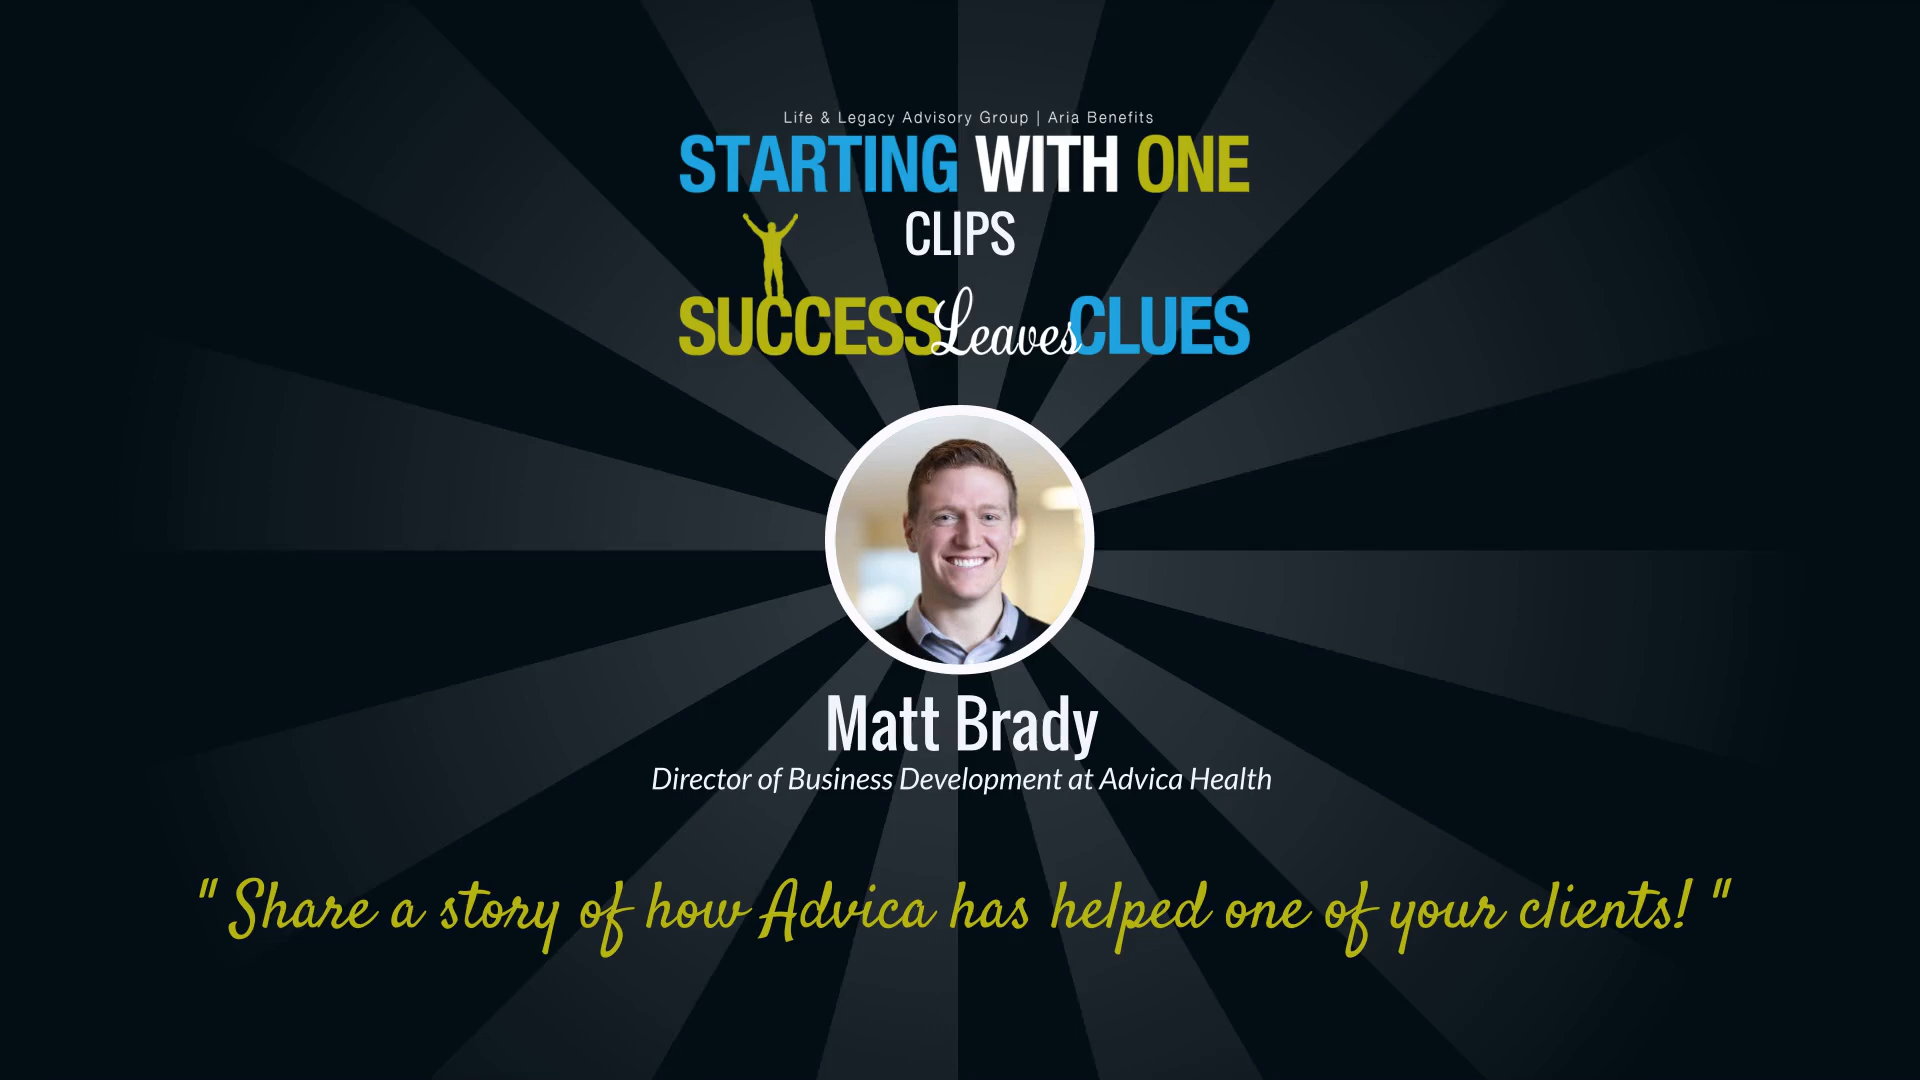 Life & Legacy Advisory Group | Aria Benefits
STARTING WITH ONE
CLIPS
SUCCESS Leaves CLUES
Matt Brady
Director of Business Development at Advica Health
" Share a story of how Advica has helped one of your clients! "